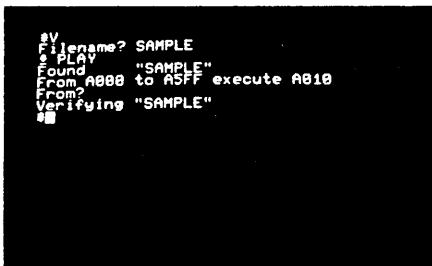 *V
Filename? SAMPLE
⬇ PLAY
Found "SAMPLE"
From A000 to A5FF execute A010
From?
Verifying "SAMPLE"
*